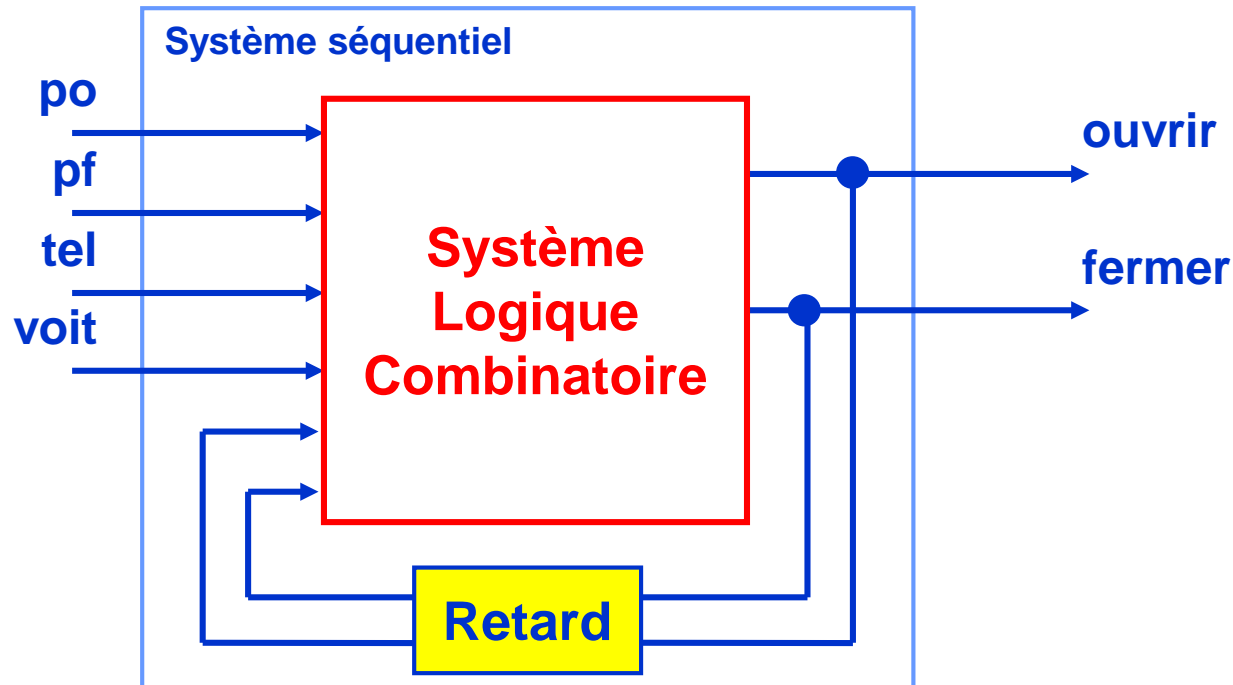 Système séquentiel
po
pf
tel
voit
Système
Logique
Combinatoire
ouvrir
fermer
Retard